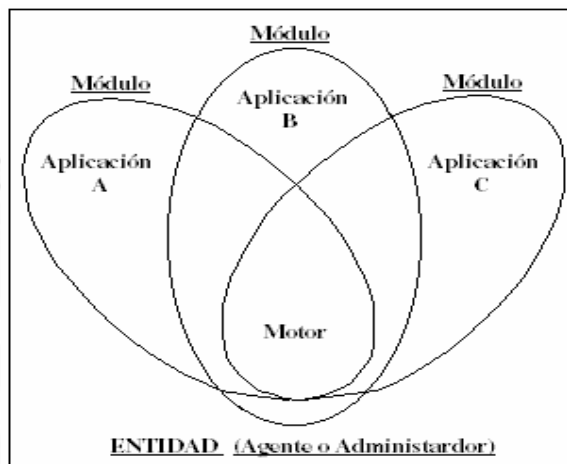 Módulo
Módulo
Módulo
Aplicación
B
Aplicación
A
Aplicación
C
Motor
ENTIDAD (Agente o Administardor)